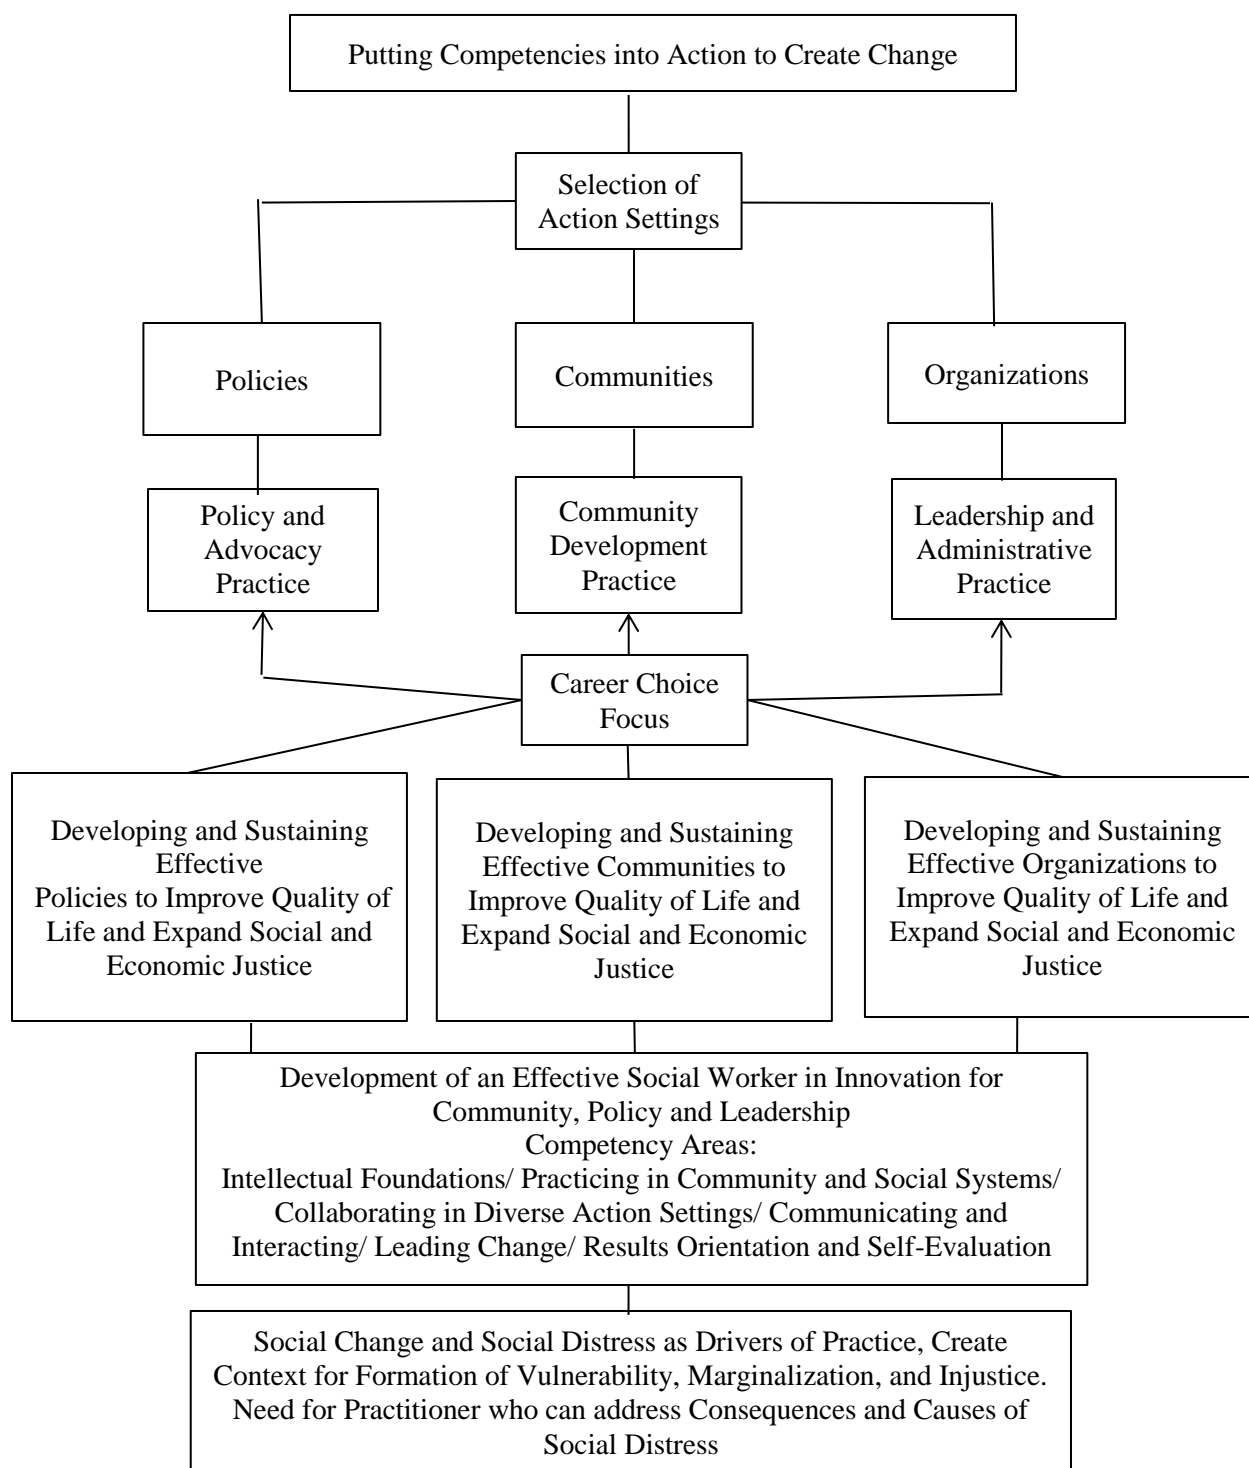 Putting Competencies into Action to Create Change
Selection of
Action Settings
Policies
Communities
Organizations
Policy and
Advocacy
Practice
Community
Development
Practice
Leadership and
Administrative
Practice
Career Choice
Focus
Developing and Sustaining
Effective
Policies to Improve Quality of
Life and Expand Social and
Economic Justice
Developing and Sustaining
Effective Communities to
Improve Quality of Life and
Expand Social and Economic
Justice
Developing and Sustaining
Effective Organizations to
Improve Quality of Life and
Expand Social and Economic
Justice
Development of an Effective Social Worker in Innovation for
Community, Policy and Leadership
Competency Areas:
Intellectual Foundations/ Practicing in Community and Social Systems/
Collaborating in Diverse Action Settings/ Communicating and
Interacting/ Leading Change/ Results Orientation and Self-Evaluation
Social Change and Social Distress as Drivers of Practice, Create
Context for Formation of Vulnerability, Marginalization, and Injustice.
Need for Practitioner who can address Consequences and Causes of
Social Distress